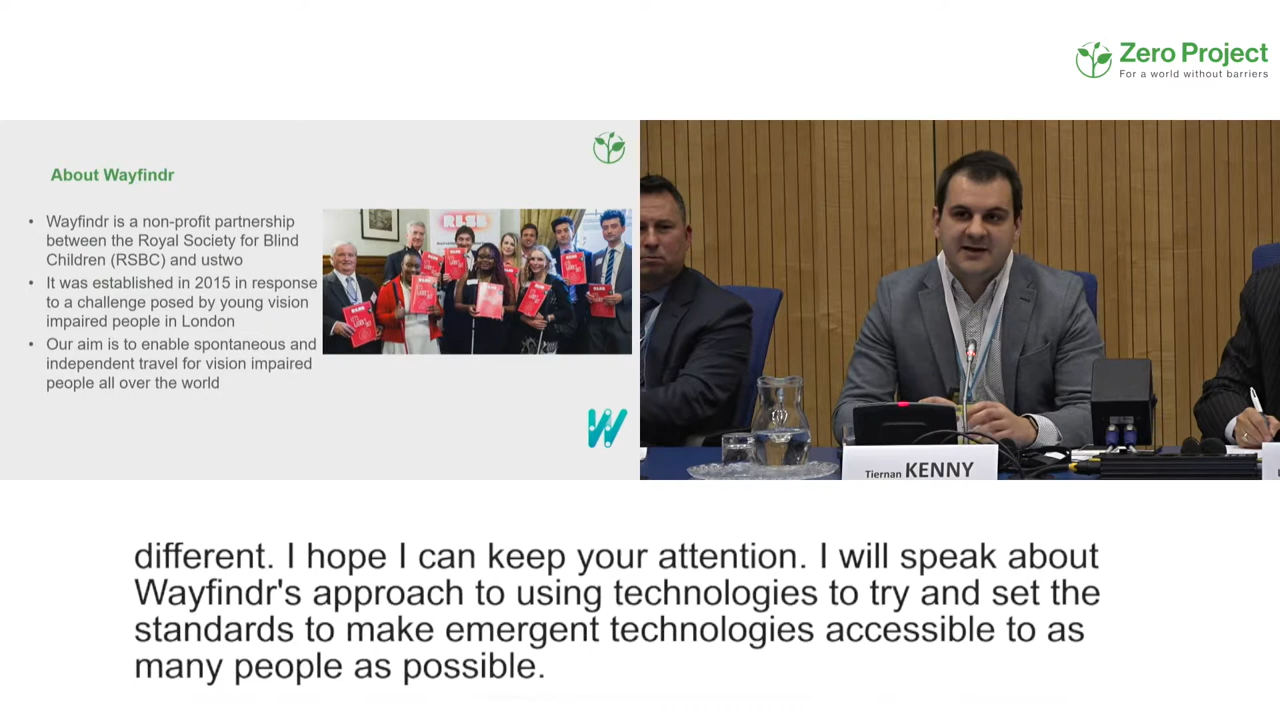 Zero Project
For a world without barriers
About Wayfindr
• Wayfindr is a non-profit partnership
between the Royal Society for Blind
Children (RSBC) and ustwo
• It was established in 2015 in response
to a challenge posed by young vision
impaired people in London
• Our aim is to enable spontaneous and
independent travel for vision impaired
people all over the world
RLSB
W
Tiernan KENNY
different. I hope I can keep your attention. I will speak about
Wayfindr's approach to using technologies to try and set the
standards to make emergent technologies accessible to as
many people as possible.